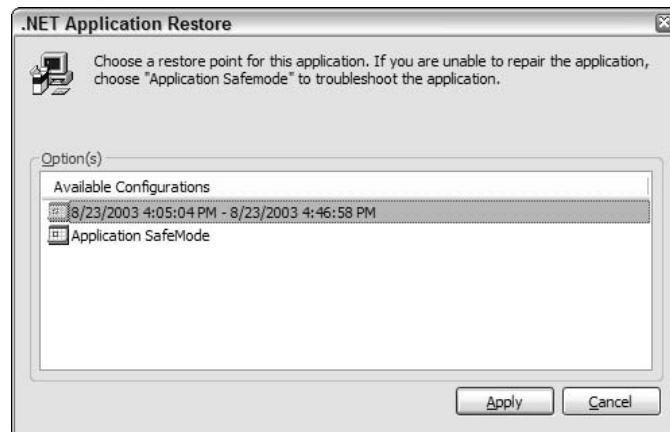 .NET Application Restore
Choose a restore point for this application. If you are unable to repair the application,
choose "Application Safemode" to troubleshoot the application.
Option(s)
Available Configurations
8/23/2003 4:05:04 PM - 8/23/2003 4:46:58 PM
Application SafeMode
Apply
Cancel